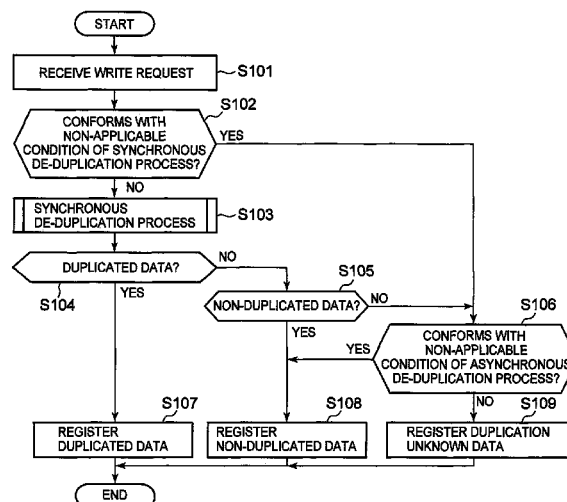 START
RECEIVE WRITE REQUEST
S101
S102
CONFORMS WITH
NON-APPLICABLE
CONDITION OF SYNCHRONOUS
DE-DUPLICATION PROCESS?
YES
NO
SYNCHRONOUS
DE-DUPLICATION PROCESS
S103
DUPLICATED DATA?
NO
S104
YES
S105
NON-DUPLICATED DATA?
NO
YES
S106
CONFORMS WITH
NON-APPLICABLE
CONDITION OF ASYNCHRONOUS
DE-DUPLICATION PROCESS?
YES
NO
S107
REGISTER
DUPLICATED DATA
S108
REGISTER
NON-DUPLICATED DATA
S109
REGISTER DUPLICATION
UNKNOWN DATA
END